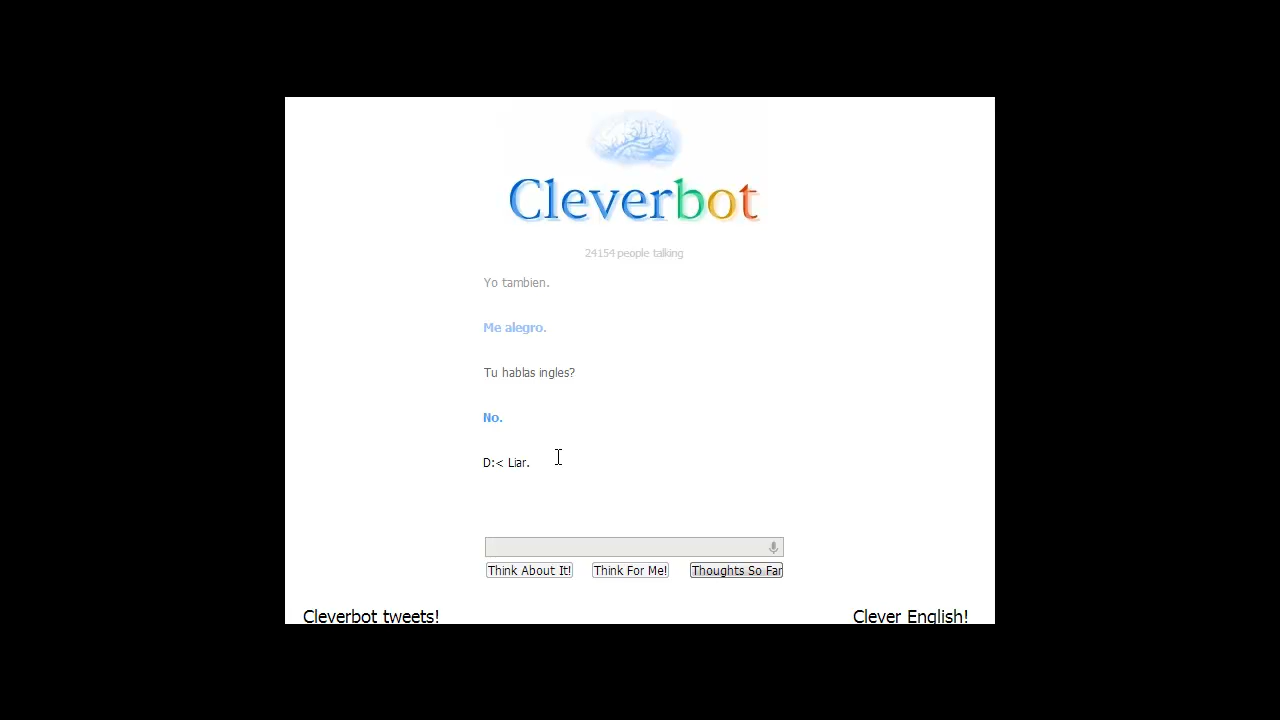 Cleverbot
24154 people talking
Yo tambien.
Me alegro.
Tu hablas ingles?
No.
D:< Liar.
Think About It! Think For Me! Thoughts So Far
Cleverbot tweets! Clever English!